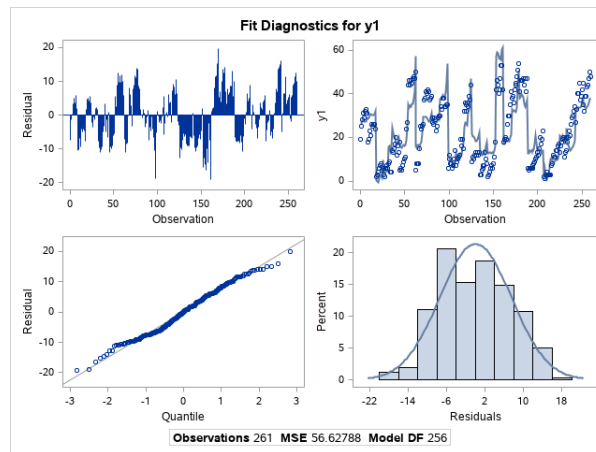 Fit Diagnostics for y1
20
10
0
-10
-20
Residual
0 50 100 150 200 250
Observation
60
40
20
0
y1
0 50 100 150 200 250
Observation
20
10
0
-10
-20
Residual
-3 -2 -1 0 1 2 3
Quantile
20
15
10
5
0
Percent
-22 -14 -6 2 10 18
Residuals
Observations 261 MSE 56.62788 Model DF 256